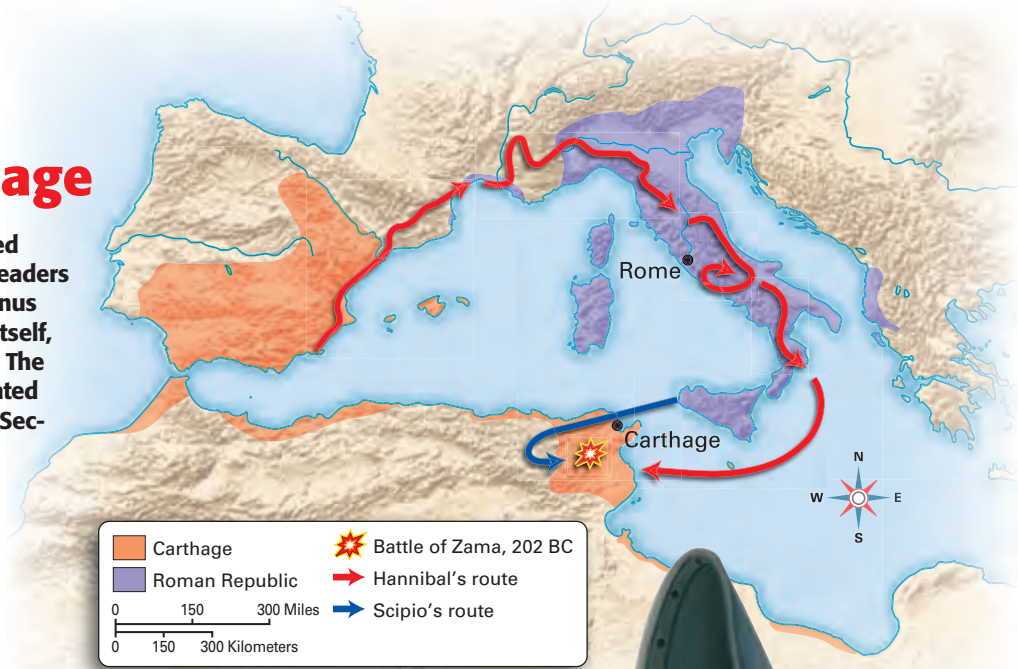 age
ed
eaders
nus
tself,
The
nted
Sec-
Rome
Carthage
N
W
E
S
Carthage
Roman Republic
0 150 300 Miles
0 150 300 Kilometers
Battle of Zama, 202 BC
Hannibal's route
Scipio's route